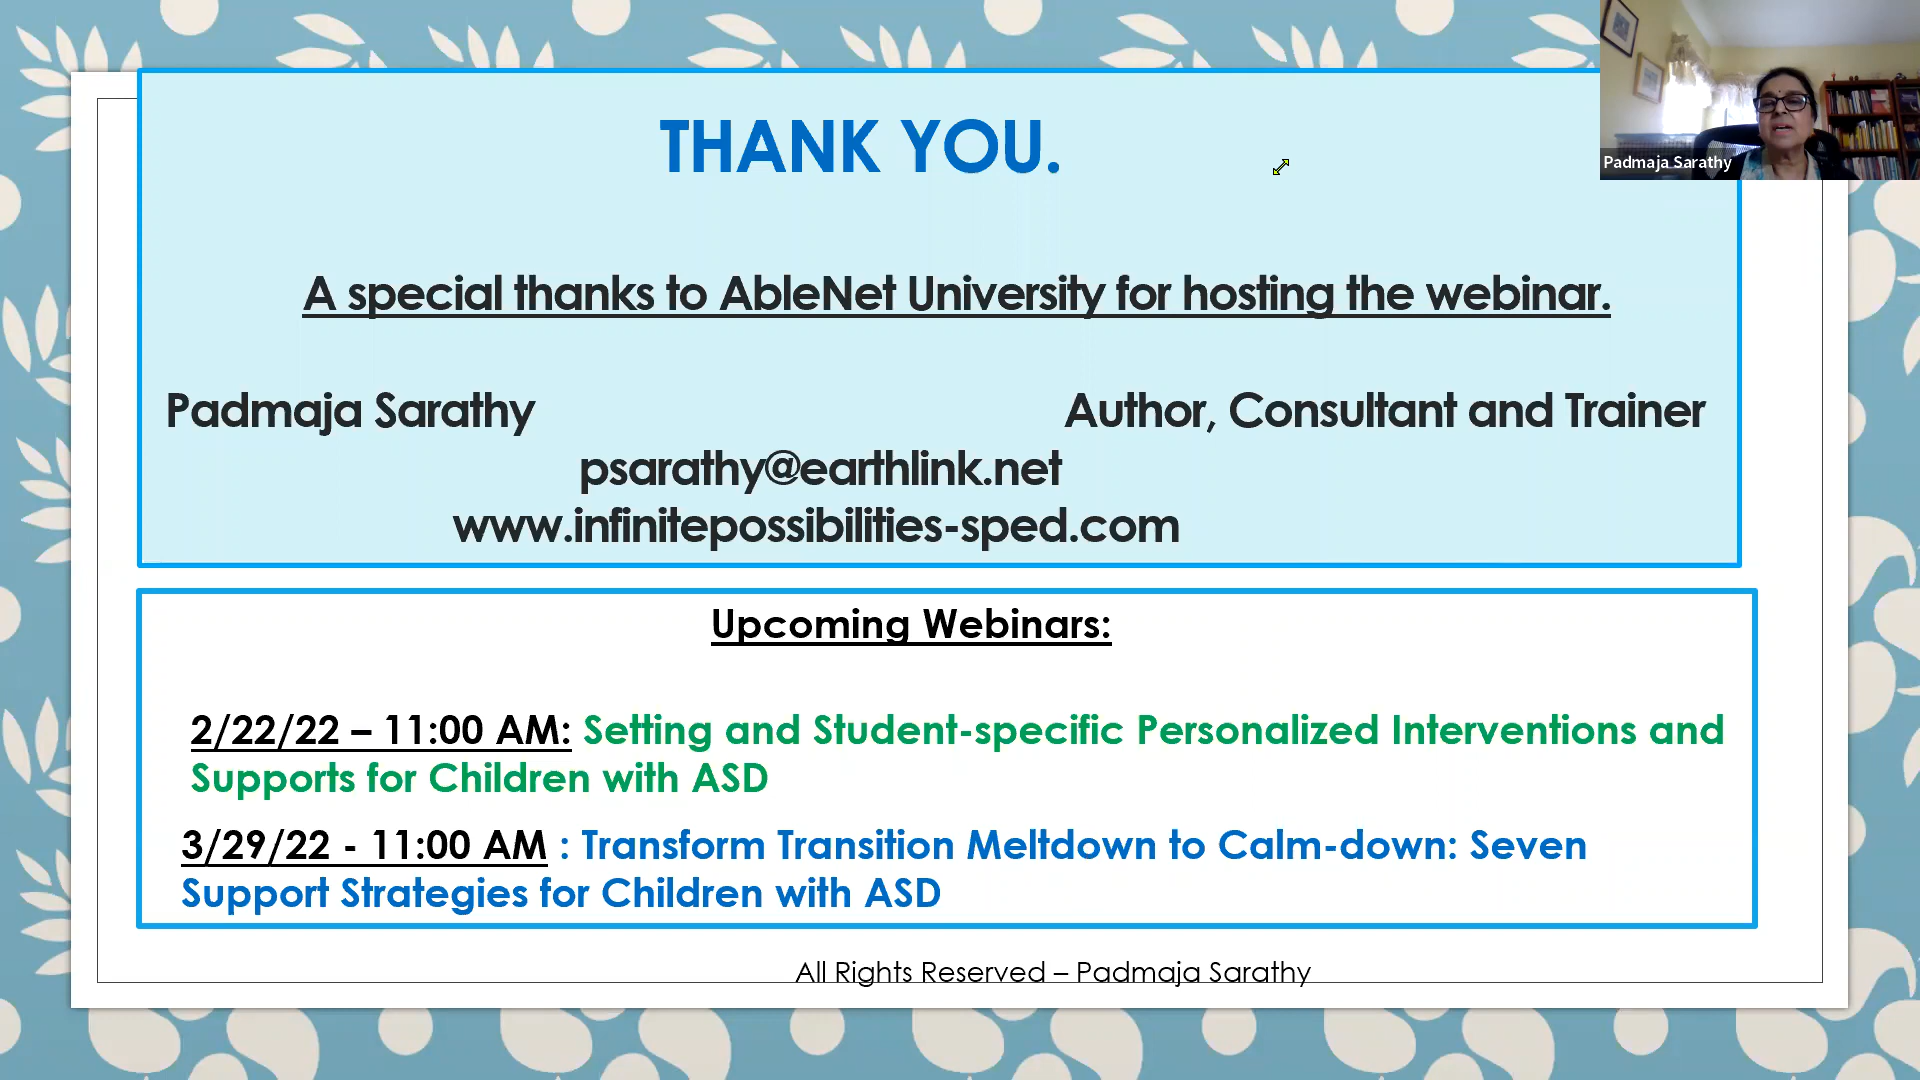 THANK YOU.
Padmaja Sarathy
A special thanks to AbleNet University for hosting the webinar.
Padmaja Sarathy Author, Consultant and Trainer
psarathy@earthlink.net
www.infinitepossibilities-sped.com
Upcoming Webinars:
2/22/22 – 11:00 AM: Setting and Student-specific Personalized Interventions and
Supports for Children with ASD
3/29/22 - 11:00 AM : Transform Transition Meltdown to Calm-down: Seven
Support Strategies for Children with ASD
All Rights Reserved – Padmaja Sarathy